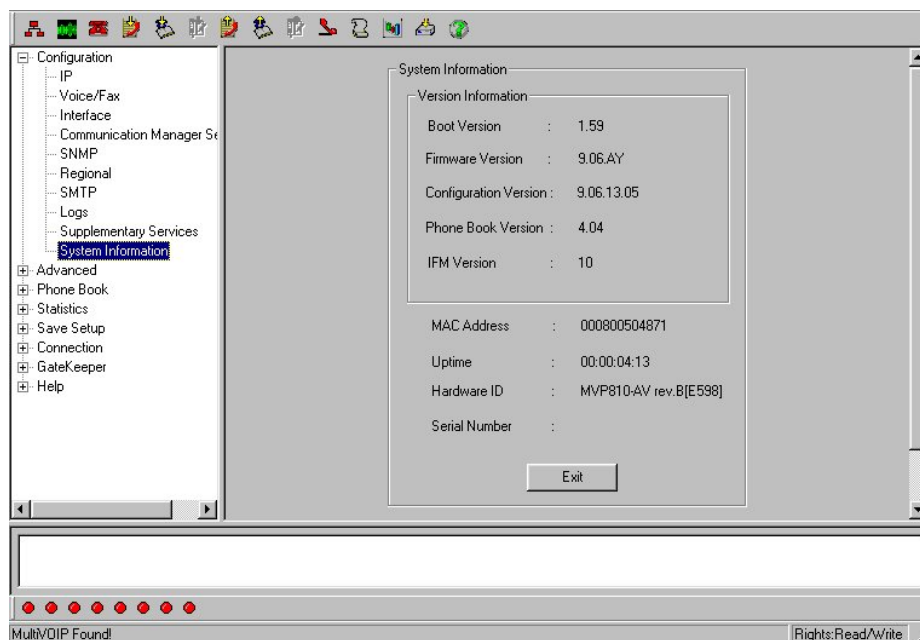 Configuration
IP
Voice/Fax
Interface
Communication Manager Se
SNMP
Regional
SMTP
Logs
Supplementary Services
System Information
Advanced
Phone Book
Statistics
Save Setup
Connection
GateKeeper
Help
System Information
Version Information
Boot Version : 1.59
Firmware Version : 9.06.AY
Configuration Version : 9.06.13.05
Phone Book Version : 4.04
IFM Version : 10
MAC Address : 000800504871
Uptime : 00:00:04:13
Hardware ID : MVP810-AV rev.B[E598]
Serial Number :
Exit
MultiVOIP Found!
Rights:Read/Write